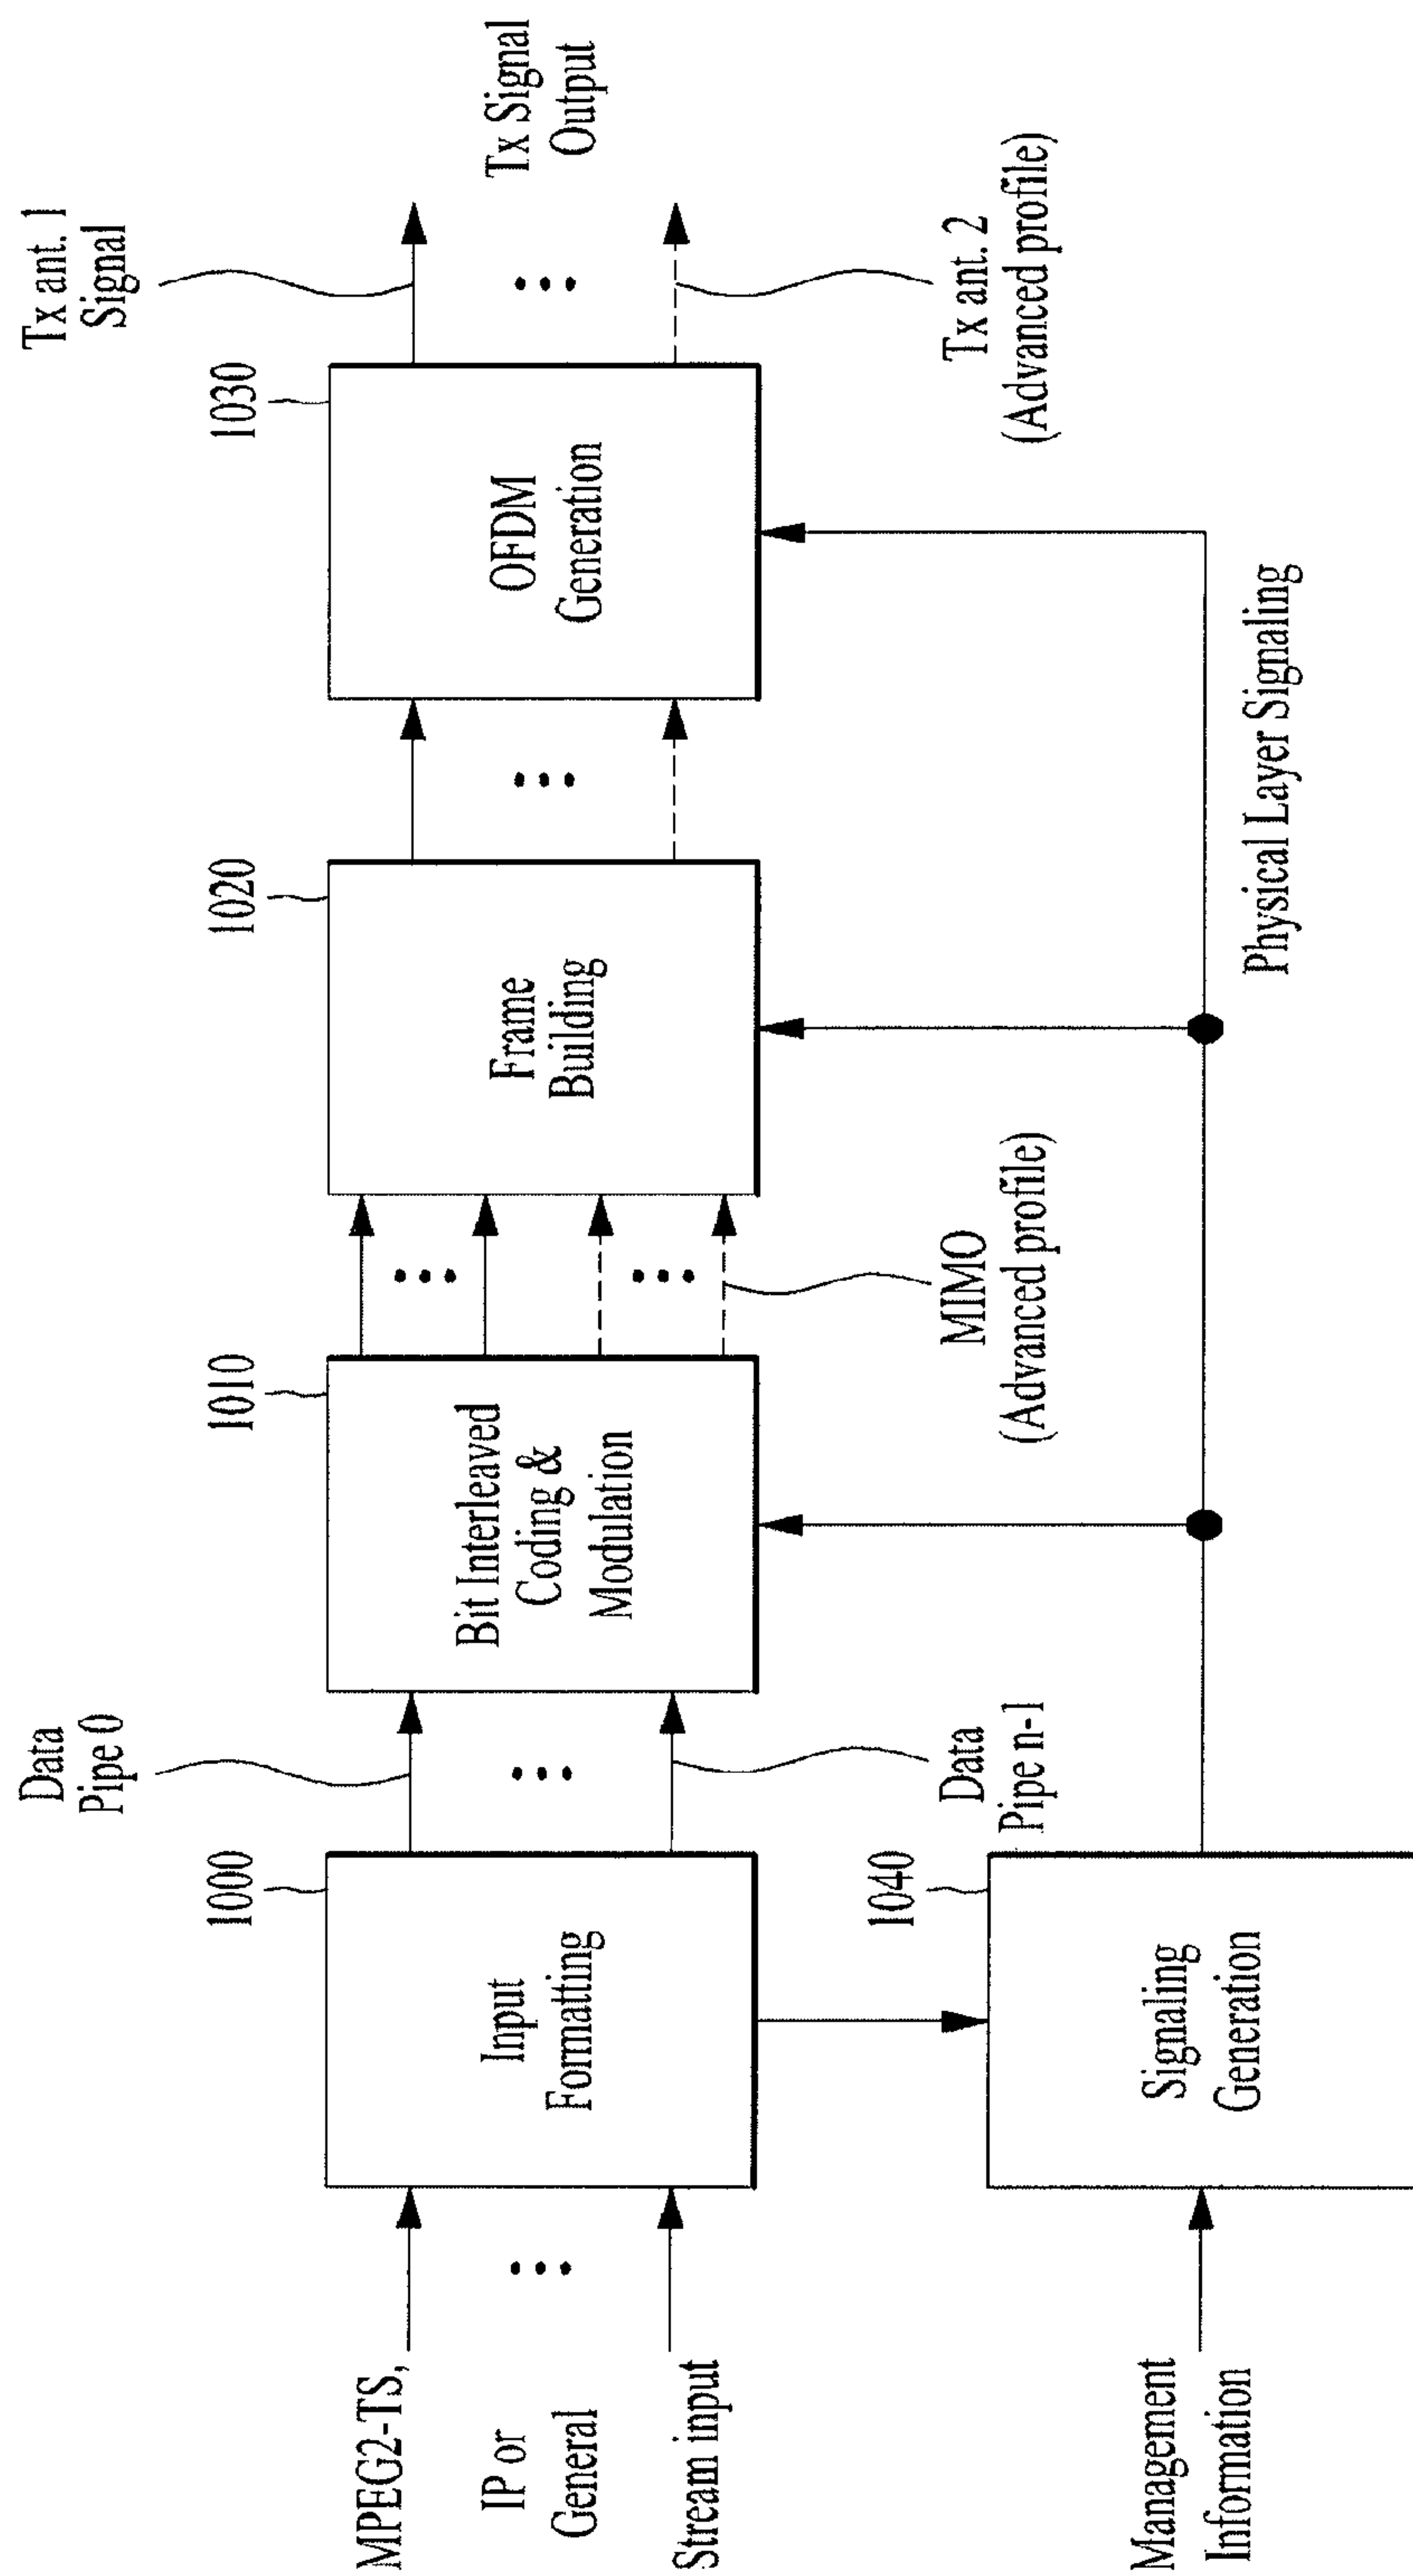 Tx ant. 1
Signal
Tx Signal
Output
Tx ant. 2
(Advanced profile)
1030
OFDM
Generation
1020
Frame
Building
MIMO
(Advanced profile)
1010
Bit Interleaved
Coding &
Modulation
Data
Pipe 0
Data
Pipe n-1
1000
Input
Formatting
MPEG2-TS,
IP or
General
Stream input
1040
Signaling
Generation
Management
Information
Physical Layer Signaling